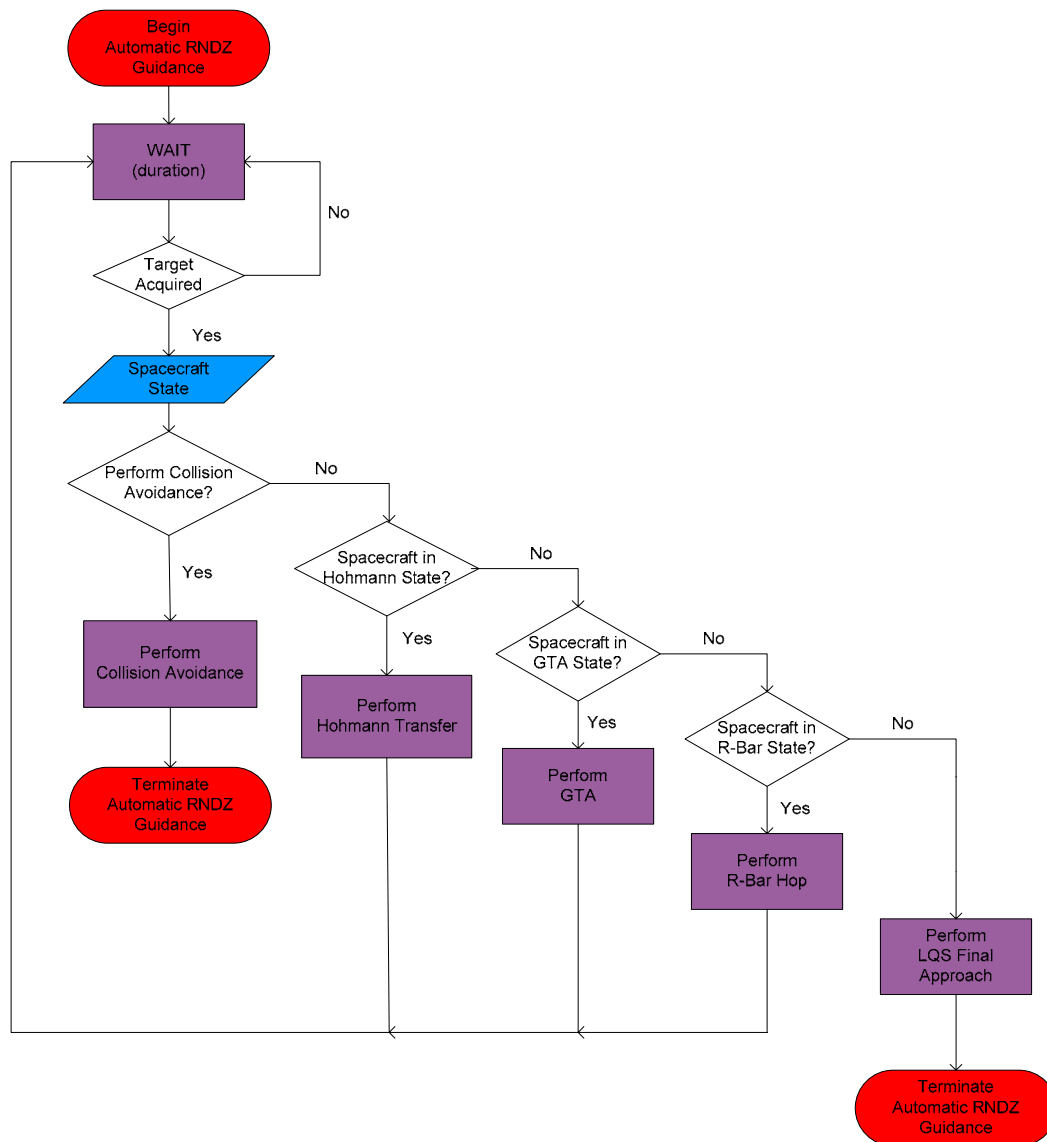 Begin
Automatic RNDZ
Guidance
WAIT
(duration)
No
Target
Acquired
Yes
Spacecraft
State
Perform Collision
Avoidance?
No
Yes
Spacecraft in
Hohmann State?
No
Yes
Perform
Collision Avoidance
Spacecraft in
GTA State?
No
Yes
Perform
Hohmann Transfer
Spacecraft in
R-Bar State?
No
Yes
Terminate
Automatic RNDZ
Guidance
Perform
GTA
Perform
R-Bar Hop
Perform
LQS Final
Approach
Terminate
Automatic RNDZ
Guidance